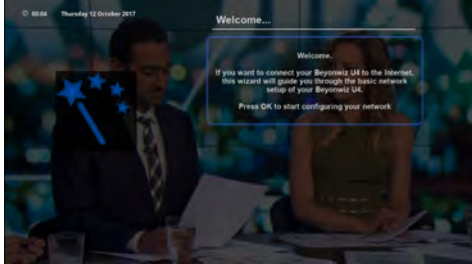 00:04 Thursday 12 October 2017
Welcome...
Welcome.
If you want to connect your Beyonwiz U4 to the Internet,
this wizard will guide you through the basic network
setup of your Beyonwiz U4.
Press OK to start configuring your network